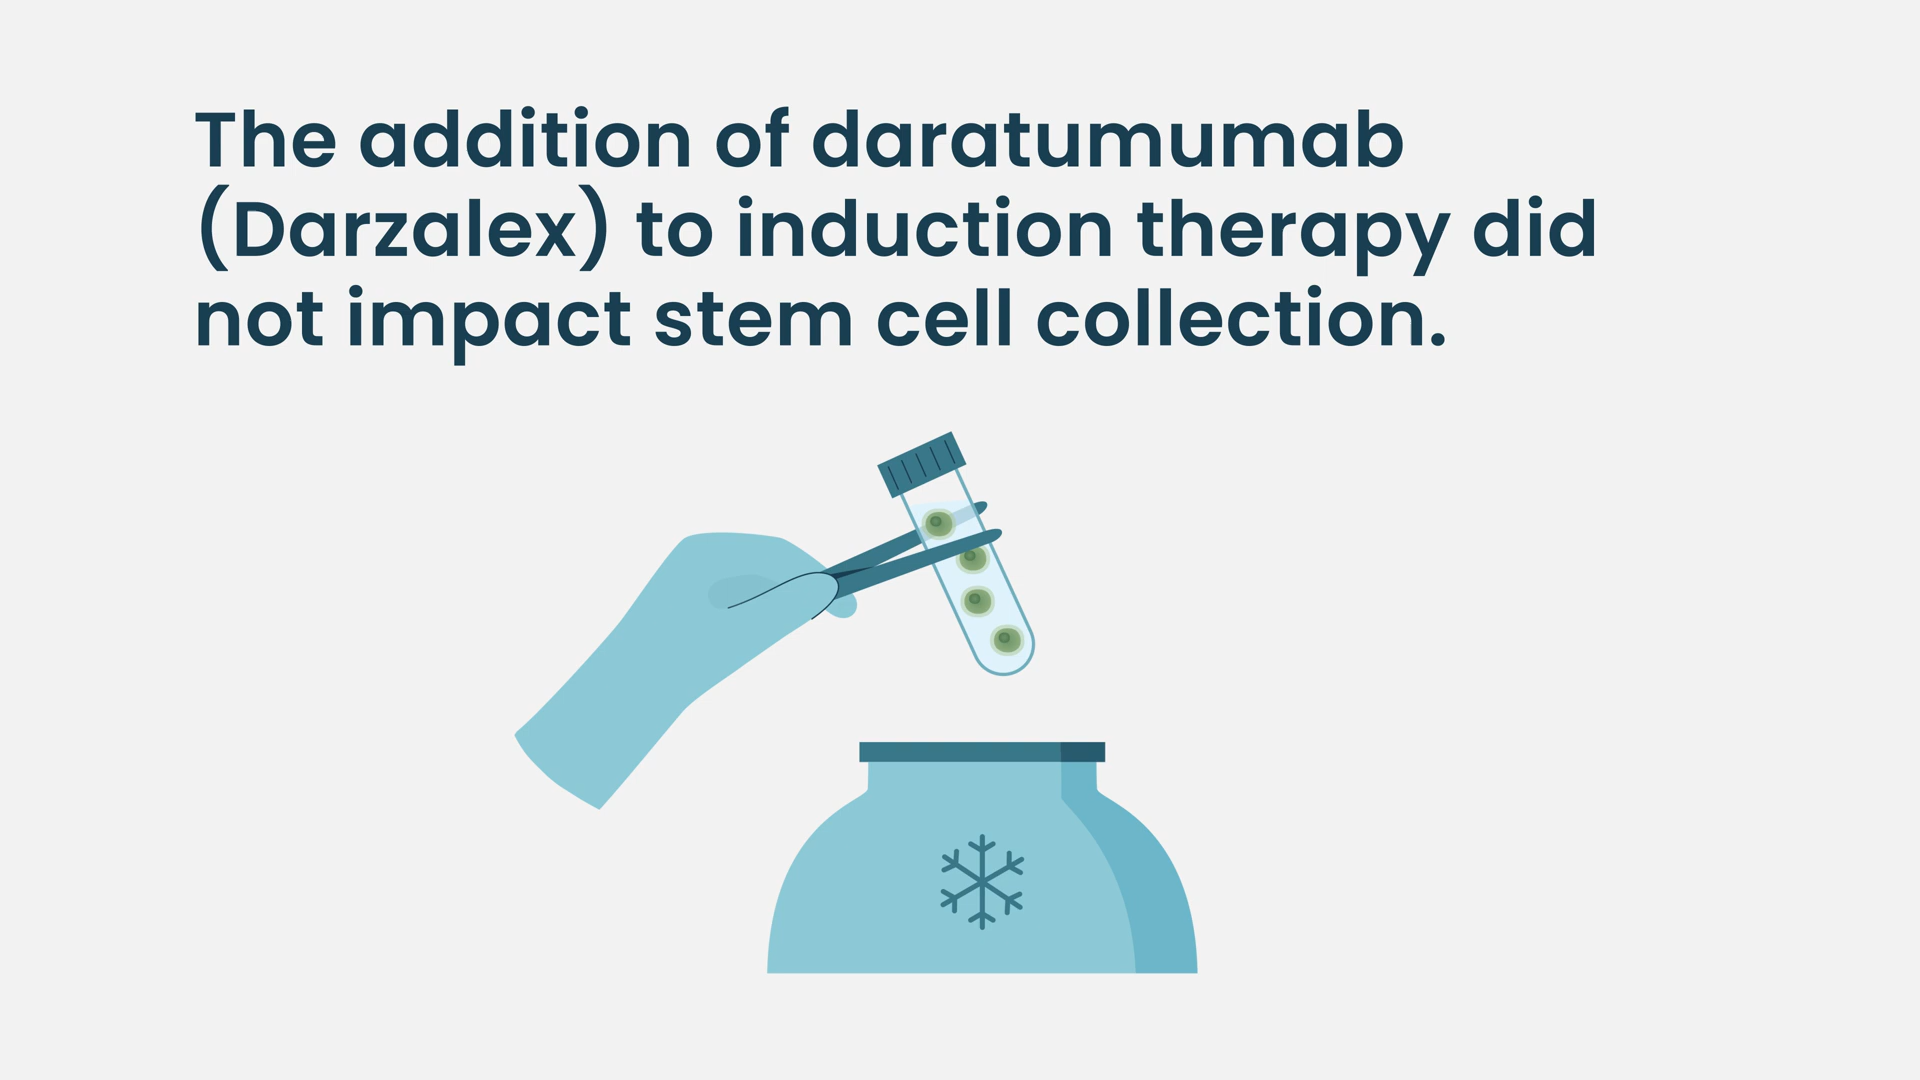 The addition of daratumumab
(Darzalex) to induction therapy did
not impact stem cell collection.